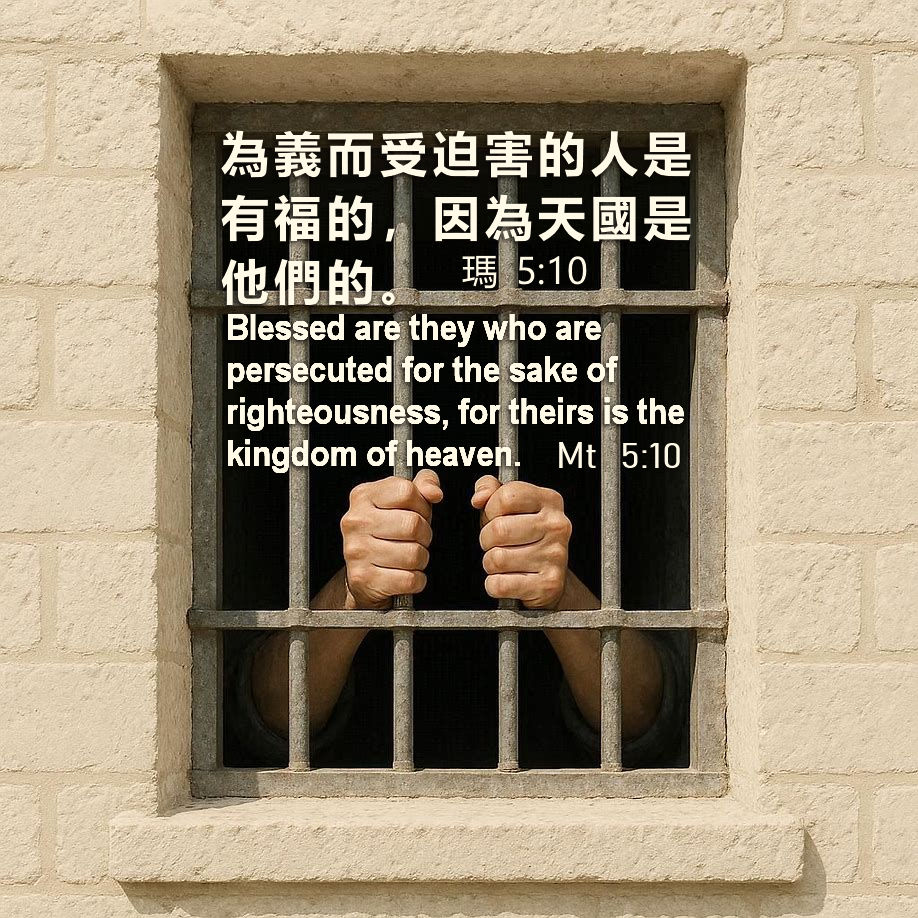 為義而受迫害的人是
有福的，因為天國是
他們的。 瑪 5:10
Blessed are they who are
persecuted for the sake of
righteousness, for theirs is the
kingdom of heaven. Mt 5:10